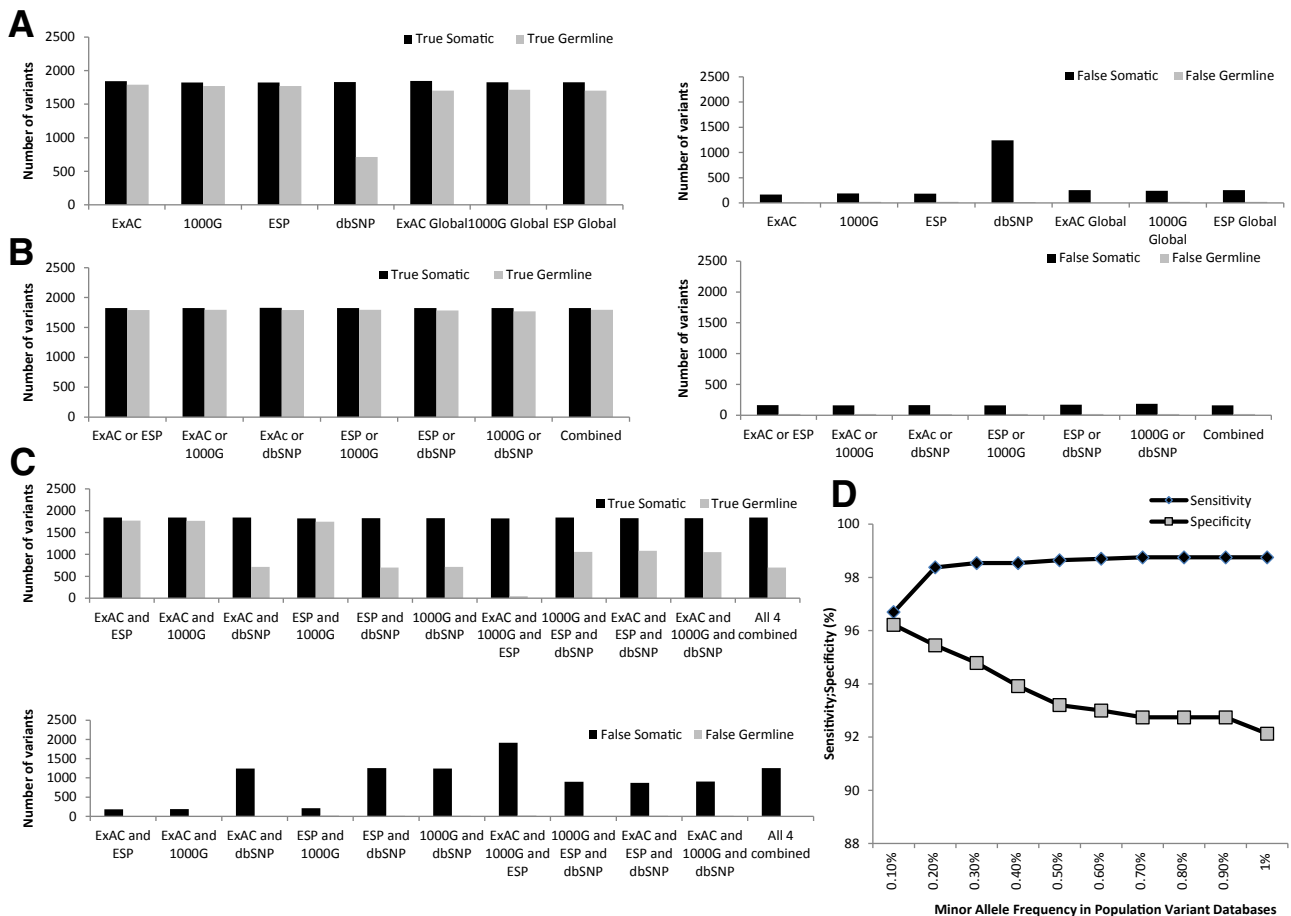 A
2500
2000
1500
1000
500
0
Number of variants
True Somatic
True Germline
ExAC
1000G
ESP
dbSNP
ExAC Global
1000G Global
ESP Global
2500
2000
1500
1000
500
0
Number of variants
False Somatic
False Germline
ExAC
1000G
ESP
dbSNP
ExAC Global
1000G
Global
ESP Global
B
2500
2000
1500
1000
500
0
Number of variants
True Somatic
True Germline
ExAC or ESP
ExAC or
1000G
ExAc or
dbSNP
ESP or
1000G
ESP or
dbSNP
1000G or
dbSNP
Combined
2500
2000
1500
1000
500
0
Number of variants
False Somatic
False Germline
ExAC or ESP
ExAC or
1000G
ExAc or
dbSNP
ESP or
1000G
ESP or
dbSNP
1000G or
dbSNP
Combined
C
2500
2000
1500
1000
500
0
Number of variants
True Somatic
True Germline
ExAC and
ESP
ExAC and
1000G
ExAC and
dbSNP
ESP and
1000G
ESP and
dbSNP
1000G and
dbSNP
ExAC and
1000G and
ESP
1000G and
ESP and
dbSNP
ExAC and
ESP and
dbSNP
ExAC and
1000G and
dbSNP
All 4
combined
2500
2000
1500
1000
500
0
Number of variants
False Somatic
False Germline
ExAC and
ESP
ExAC and
1000G
ExAC and
dbSNP
ESP and
1000G
ESP and
dbSNP
1000G and
dbSNP
ExAC and
1000G and
ESP
1000G and
ESP and
dbSNP
ExAC and
ESP and
dbSNP
ExAC and
1000G and
dbSNP
All 4
combined
D
Sensitivity
Specificity
100
98
96
94
92
90
88
Sensitivity;Specificity (%)
0.10%
0.20%
0.30%
0.40%
0.50%
0.60%
0.70%
0.80%
0.90%
1%
Minor Allele Frequency in Population Variant Databases